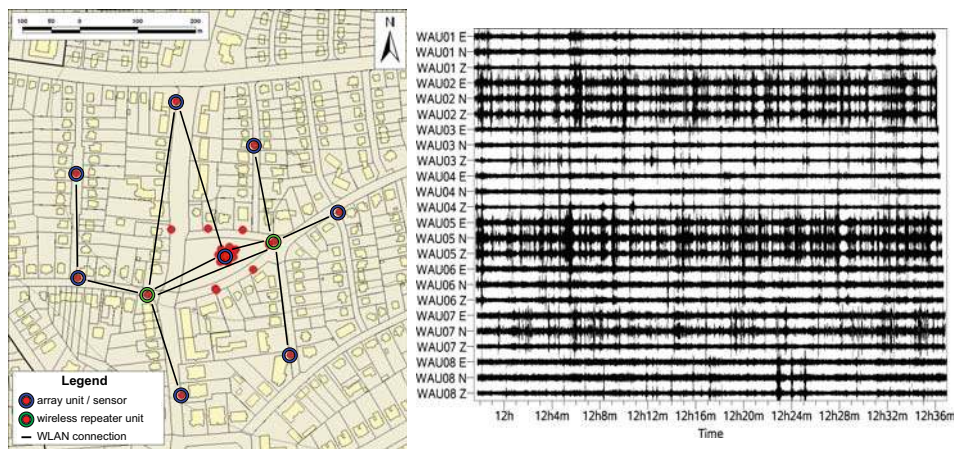 100 50 0 100 200
m
N
Legend
array unit / sensor
wireless repeater unit
WLAN connection
WAU01 E
WAU01 N
WAU01 Z
WAU02 E
WAU02 N
WAU02 Z
WAU03 E
WAU03 N
WAU03 Z
WAU04 E
WAU04 N
WAU04 Z
WAU05 E
WAU05 N
WAU05 Z
WAU06 E
WAU06 N
WAU06 Z
WAU07 E
WAU07 N
WAU07 Z
WAU08 E
WAU08 N
WAU08 Z
12h 12h4m 12h8m 12h12m 12h16m 12h20m 12h24m 12h28m 12h32m 12h36m
Time